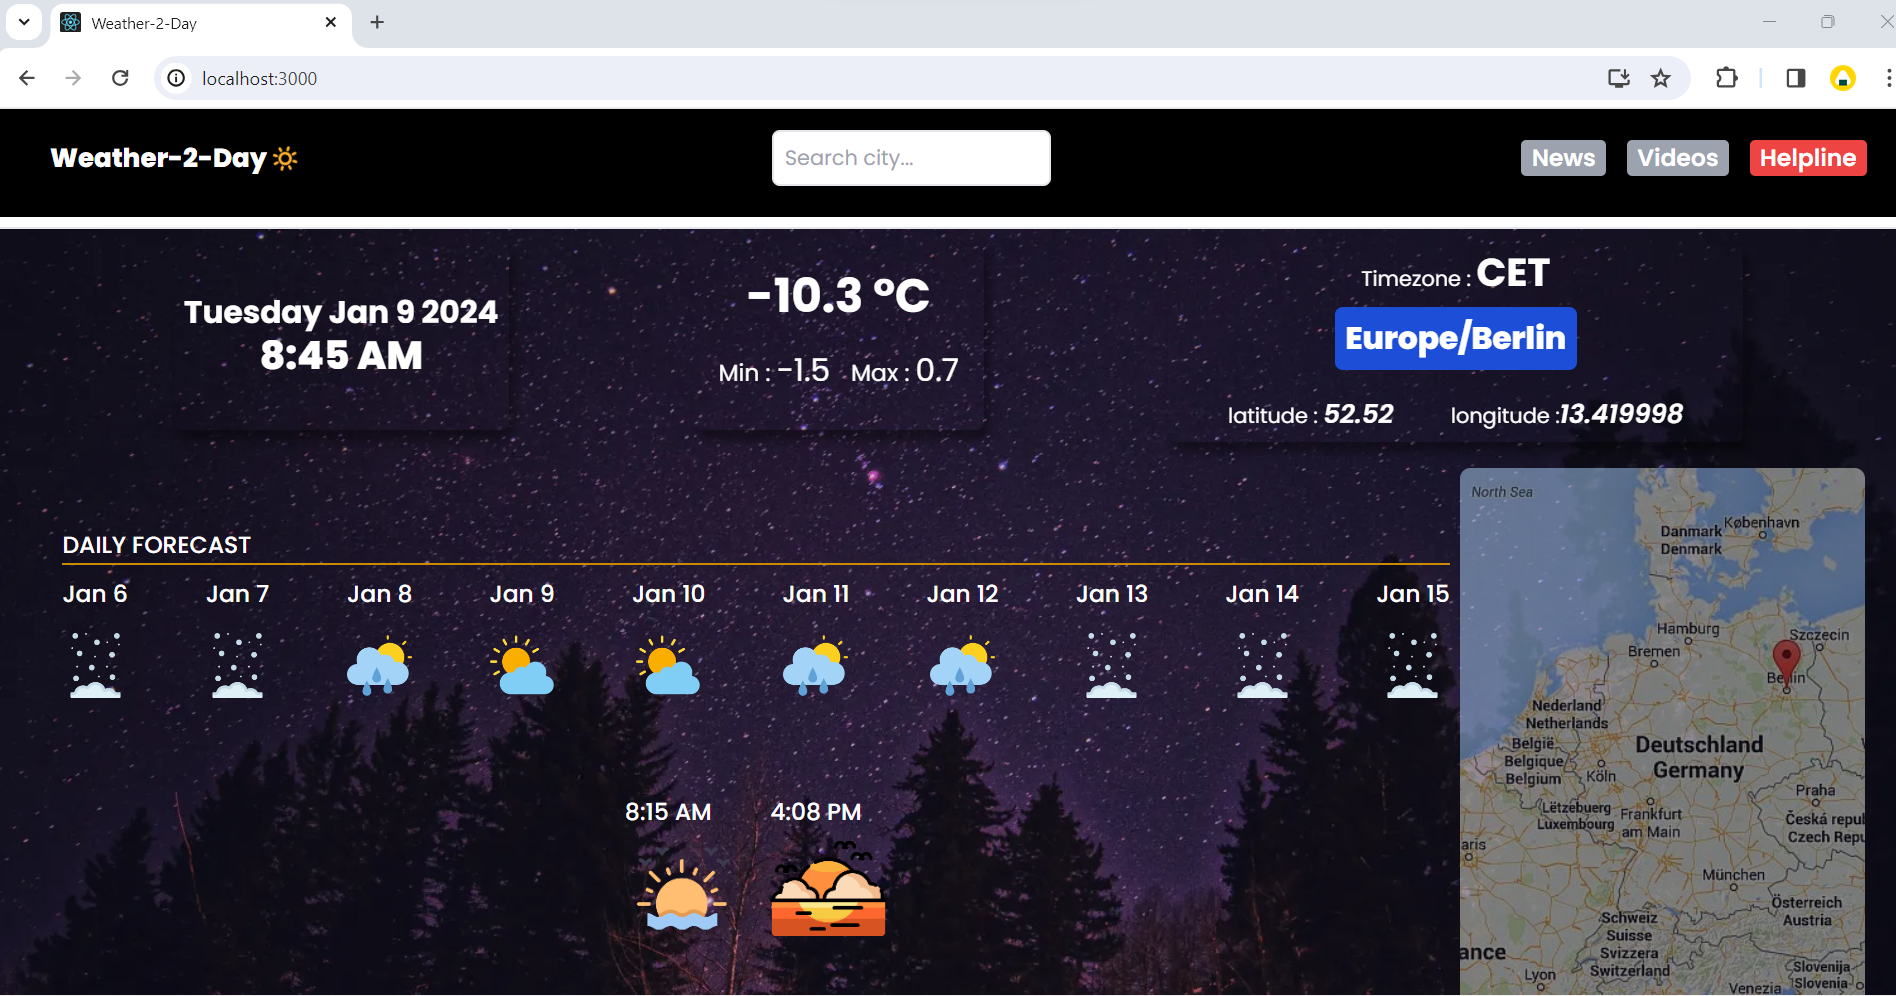 Weather-2-Day
localhost:3000
Weather-2-Day
Search city...
News Videos Helpline
Tuesday Jan 9 2024
8:45 AM
-10.3 °C
Min : -1.5 Max : 0.7
Timezone : CET
Europe/Berlin
latitude : 52.52 longitude :13.419998
DAILY FORECAST
Jan 6 Jan 7 Jan 8 Jan 9 Jan 10 Jan 11 Jan 12 Jan 13 Jan 14 Jan 15
8:15 AM 4:08 PM
North Sea
København
Danmark
Denmark
Hamburg
Szczecin
Bremen
Berlin
Nederland
Netherlands
België
Belgique
Belgium
Deutschland
Germany
Köln
Praha
Lëtzebuerg
Luxembourg
Frankfurt
am Main
Česká repul
Czech Repu
aris
München
Österreich
Austria
Schweiz
Suisse
Svizzera
Switzerland
ance
Lyon
Slovenija
Slovenia
Venezia